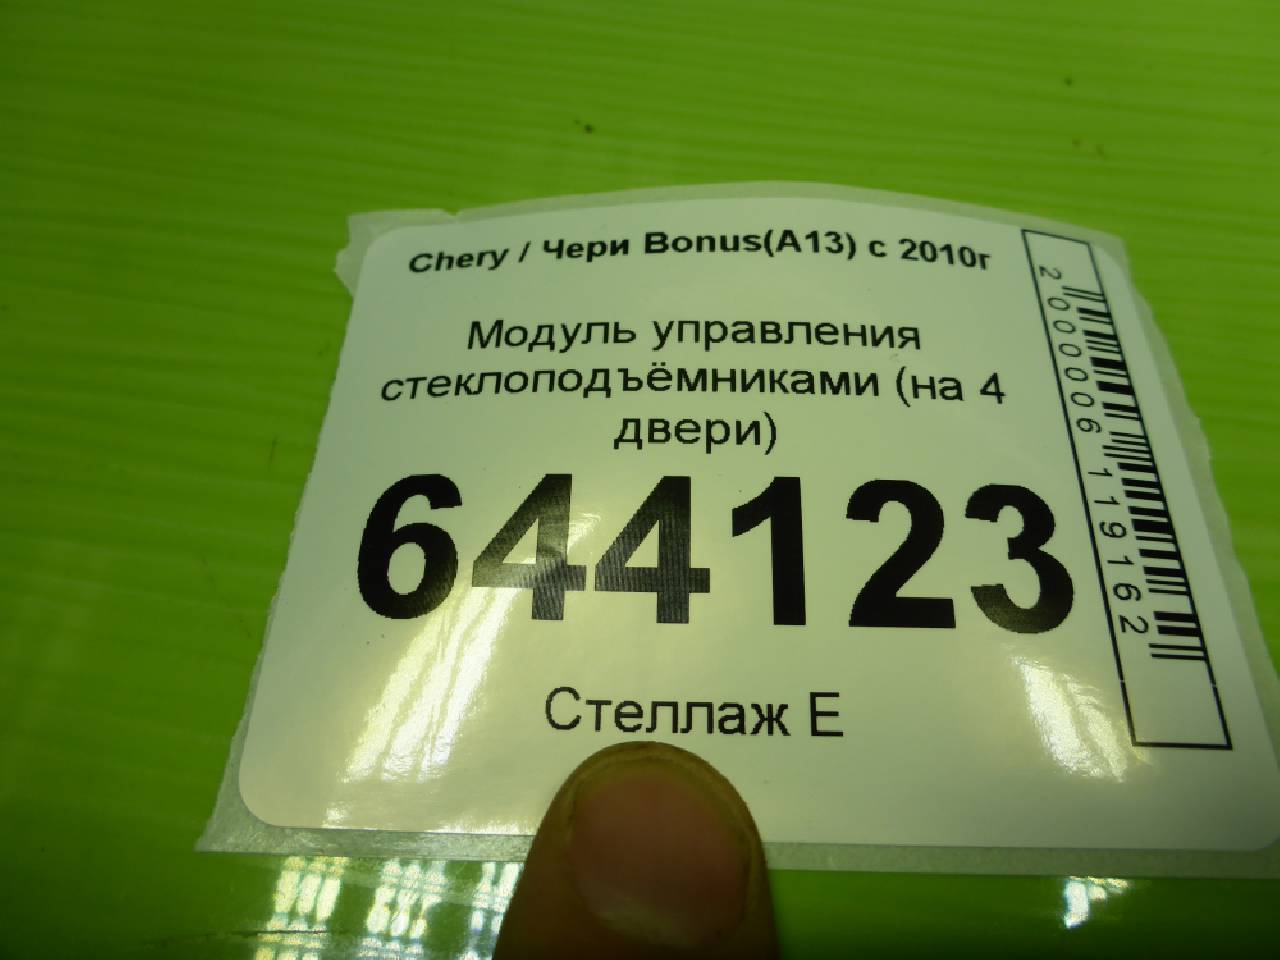 Chery / Чери Bonus(A13) с 2010г
Модуль управления
стеклоподъёмниками (на 4
двери)
644123
Стеллаж Е
2000006119162